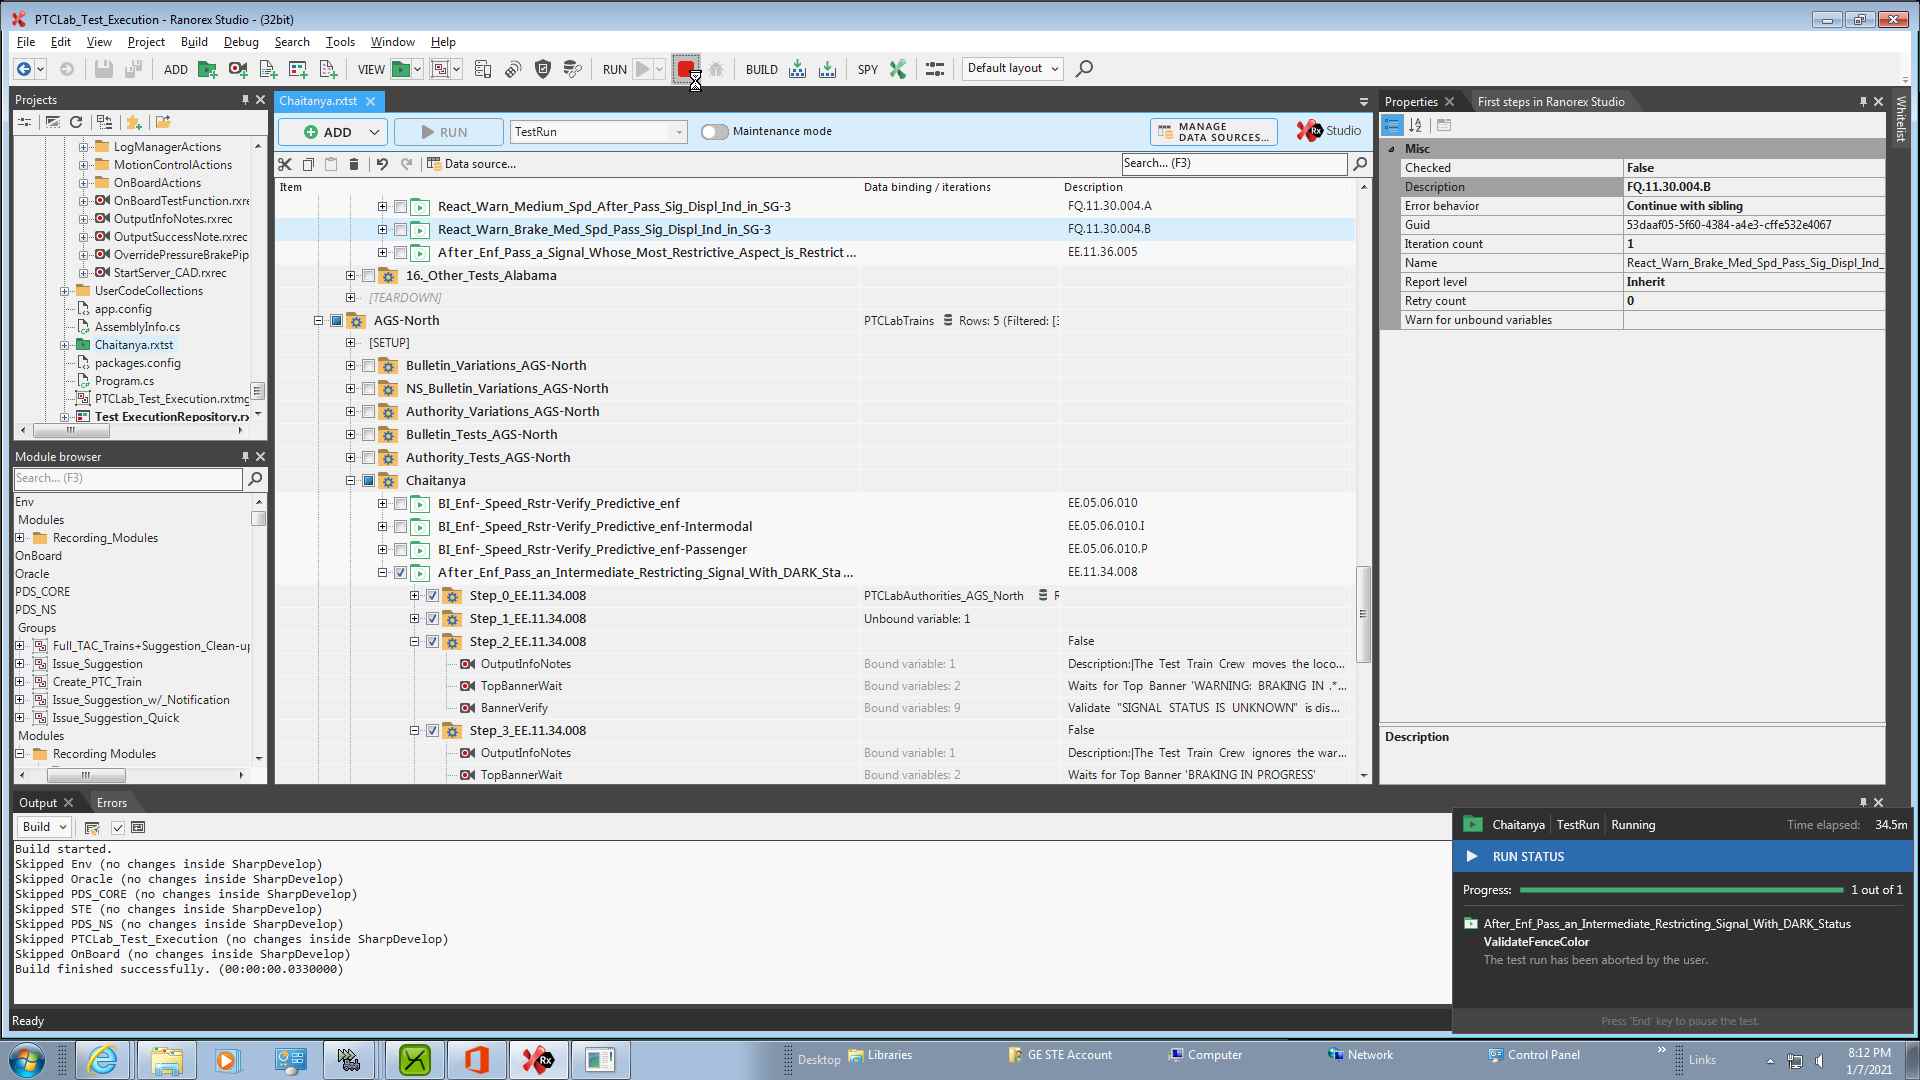 PTCLab_Test_Execution - Ranorex Studio - (32bit)
File Edit View Project Build Debug Search Tools Window Help
ADD VIEW RUN BUILD SPY Default layout
Projects
LogManagerActions
MotionControlActions
OnBoardActions
OnBoardTestFunction.rxre
OutputInfoNotes.rxrec
OutputSuccessNote.rxrec
OverridePressureBrakePip
StartServer_CAD.rxrec
UserCodeCollections
app.config
AssemblyInfo.cs
Chaitanya.rxtst
packages.config
Program.cs
PTCLab_Test_Execution.rxtmg
Test ExecutionRepository.rx
Module browser
Search... (F3)
Env
Modules
Recording_Modules
OnBoard
Oracle
PDS_CORE
PDS_NS
Groups
Full_TAC_Trains+Suggestion_Clean-up
Issue_Suggestion
Create_PTC_Train
Issue_Suggestion_w/_Notification
Issue_Suggestion_Quick
Modules
Recording Modules
Chaitanya.rxtst
ADD RUN TestRun Maintenance mode MANAGE DATA SOURCES... Studio
Data source... Search... (F3)
Item Data binding / iterations Description
React_Warn_Medium_Spd_After_Pass_Sig_Displ_Ind_in_SG-3 FQ.11.30.004.A
React_Warn_Brake_Med_Spd_Pass_Sig_Displ_Ind_in_SG-3 FQ.11.30.004.B
After_Enf_Pass_a_Signal_Whose_Most_Restrictive_Aspect_is_Restrict ... EE.11.36.005
16._Other_Tests_Alabama
[TEARDOWN]
AGS-North PTCLabTrains Rows: 5 (Filtered: [3
[SETUP]
Bulletin_Variations_AGS-North
NS_Bulletin_Variations_AGS-North
Authority_Variations_AGS-North
Bulletin_Tests_AGS-North
Authority_Tests_AGS-North
Chaitanya
BI_Enf-_Speed_Rstr-Verify_Predictive_enf EE.05.06.010
BI_Enf-_Speed_Rstr-Verify_Predictive_enf-Intermodal EE.05.06.010.I
BI_Enf-_Speed_Rstr-Verify_Predictive_enf-Passenger EE.05.06.010.P
After_Enf_Pass_an_Intermediate_Restricting_Signal_With_DARK_Sta ... EE.11.34.008
Step_0_EE.11.34.008 PTCLabAuthorities_AGS_North R
Step_1_EE.11.34.008 Unbound variable: 1
Step_2_EE.11.34.008 False
OutputInfoNotes Bound variable: 1 Description:|The Test Train Crew moves the loco...
TopBannerWait Bound variables: 2 Waits for Top Banner 'WARNING: BRAKING IN .*...
BannerVerify Bound variables: 9 Validate "SIGNAL STATUS IS UNKNOWN" is dis...
Step_3_EE.11.34.008 False
OutputInfoNotes Bound variable: 1 Description:|The Test Train Crew ignores the war...
TopBannerWait Bound variables: 2 Waits for Top Banner 'BRAKING IN PROGRESS'
Properties First steps in Ranorex Studio
Whitelist
Misc
Checked False
Description FQ.11.30.004.B
Error behavior Continue with sibling
Guid 53daaf05-5f60-4384-a4e3-cffe532e4067
Iteration count 1
Name React_Warn_Brake_Med_Spd_Pass_Sig_Displ_Ind_
Report level Inherit
Retry count 0
Warn for unbound variables
Description
Output Errors
Build
Build started.
Skipped Env (no changes inside SharpDevelop)
Skipped Oracle (no changes inside SharpDevelop)
Skipped PDS_CORE (no changes inside SharpDevelop)
Skipped STE (no changes inside SharpDevelop)
Skipped PDS_NS (no changes inside SharpDevelop)
Skipped PTCLab_Test_Execution (no changes inside SharpDevelop)
Skipped OnBoard (no changes inside SharpDevelop)
Build finished successfully. (00:00:00.0330000)
Chaitanya TestRun Running Time elapsed: 34.5m
RUN STATUS
Progress: 1 out of 1
After_Enf_Pass_an_Intermediate_Restricting_Signal_With_DARK_Status
ValidateFenceColor
The test run has been aborted by the user.
Press 'End' key to pause the test.
Ready
Desktop Libraries GE STE Account Computer Network Control Panel » Links
8:12 PM
1/7/2021